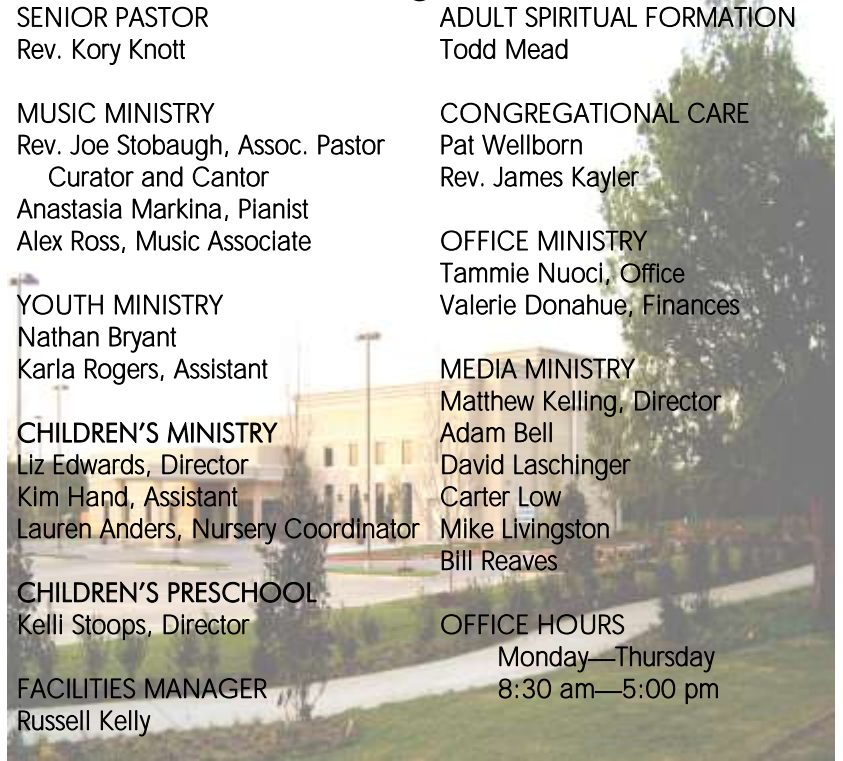 SENIOR PASTOR
Rev. Kory Knott
MUSIC MINISTRY
Rev. Joe Stobaugh, Assoc. Pastor
Curator and Cantor
Anastasia Markina, Pianist
Alex Ross, Music Associate
YOUTH MINISTRY
Nathan Bryant
Karla Rogers, Assistant
CHILDREN’S MINISTRY
Liz Edwards, Director
Kim Hand, Assistant
Lauren Anders, Nursery Coordinator
CHILDREN’S PRESCHOOL
Kelli Stoops, Director
FACILITIES MANAGER
Russell Kelly
ADULT SPIRITUAL FORMATION
Todd Mead
CONGREGATIONAL CARE
Pat Wellborn
Rev. James Kayler
OFFICE MINISTRY
Tammie Nuoci, Office
Valerie Donahue, Finances
MEDIA MINISTRY
Matthew Kelling, Director
Adam Bell
David Laschinger
Carter Low
Mike Livingston
Bill Reaves
OFFICE HOURS
Monday—Thursday
8:30 am—5:00 pm